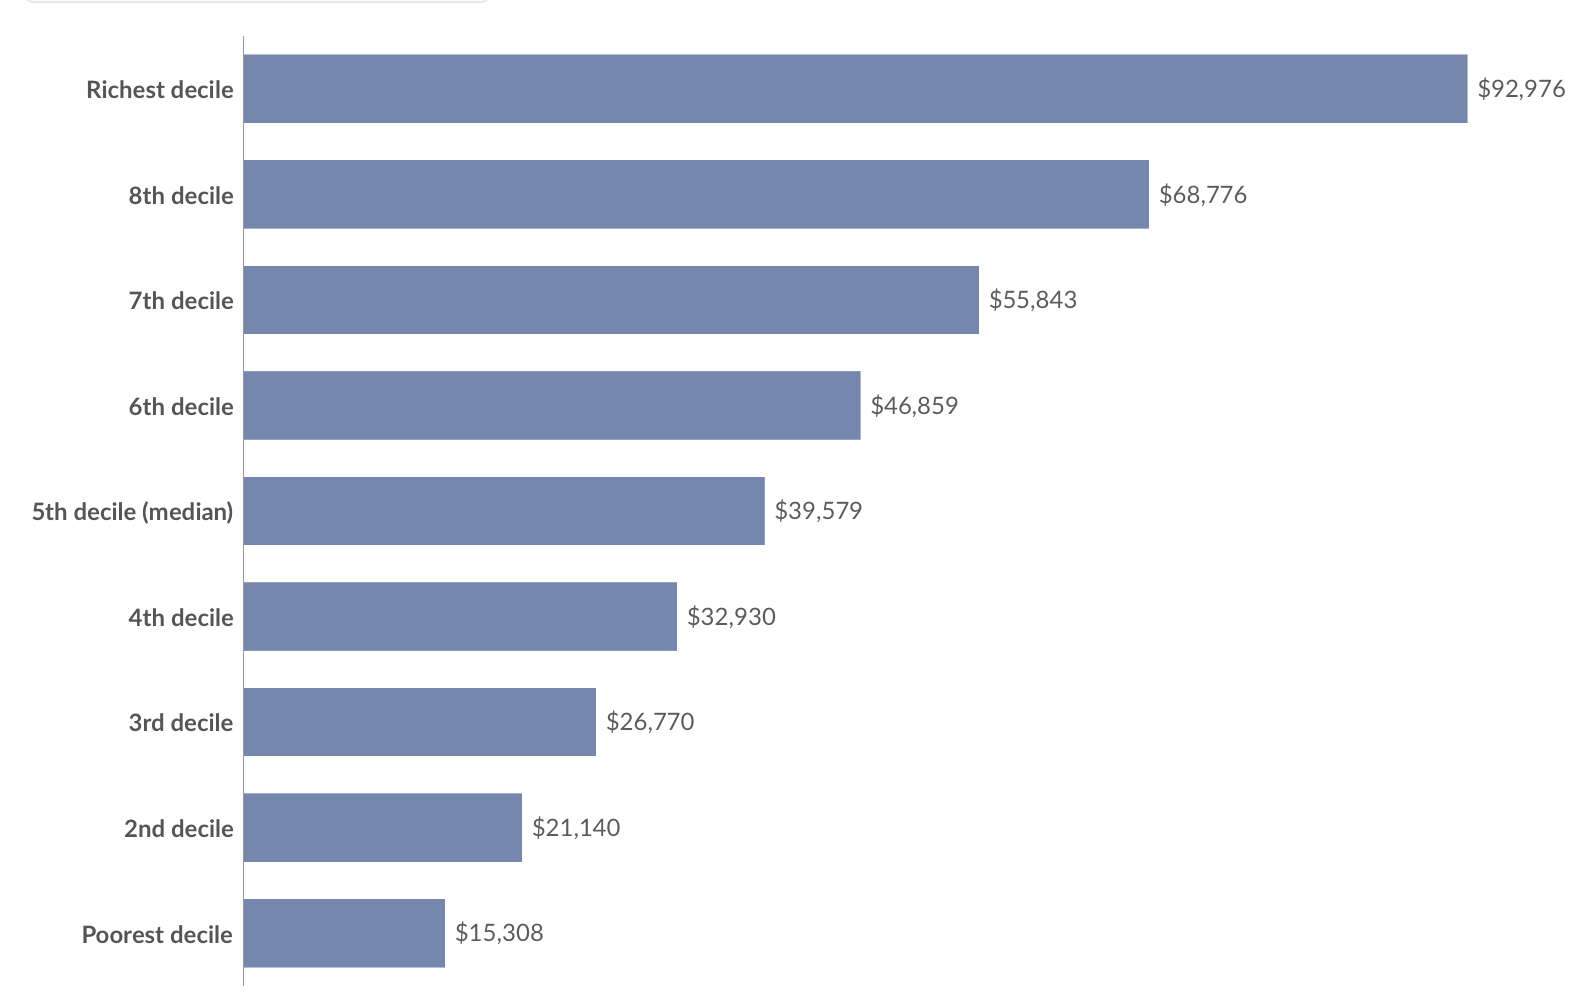 Richest decile $92,976
8th decile $68,776
7th decile $55,843
6th decile $46,859
5th decile (median) $39,579
4th decile $32,930
3rd decile $26,770
2nd decile $21,140
Poorest decile $15,308